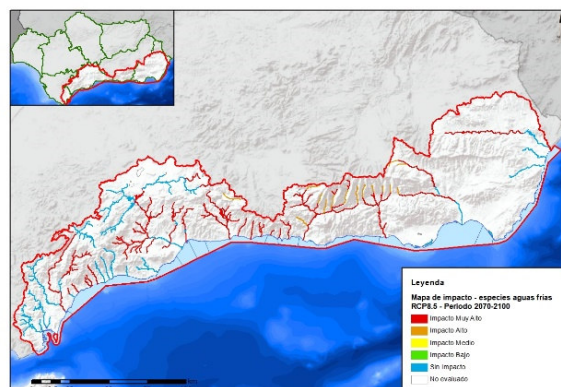 Leyenda
Mapa de impacto - especies aguas frías
RCP8.5 - Periodo 2070-2100
Impacto Muy Alto
Impacto Alto
Impacto Medio
Impacto Bajo
Sin Impacto
No evaluado